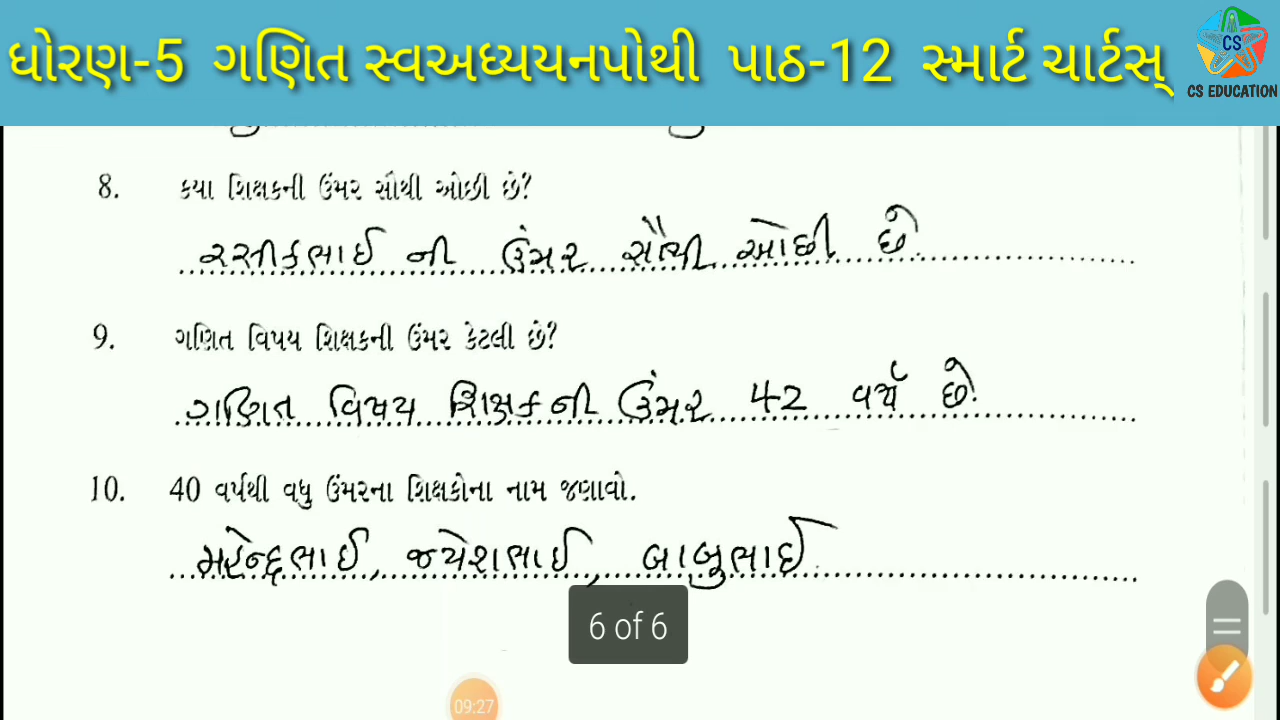 ધોરણ-5 ગણિત સ્વઅધ્યયનપોથી પાઠ-12 સ્માર્ટ ચાર્ટસ્
CS
CS EDUCATION
8. કયા શિક્ષકની ઉંમર સૌથી ઓછી છે?
રસીકભાઈ ની ઉંમર સૌથી ઓછી છે.
9. ગણિત વિષય શિક્ષકની ઉંમર કેટલી છે?
ગણિત વિષય શિક્ષકની ઉંમર 42 વર્ષ છે.
10. 40 વર્ષથી વધુ ઉંમરના શિક્ષકોના નામ જણાવો.
જયેશભાઈ, બાબુભાઈ
6 of 6
09:27